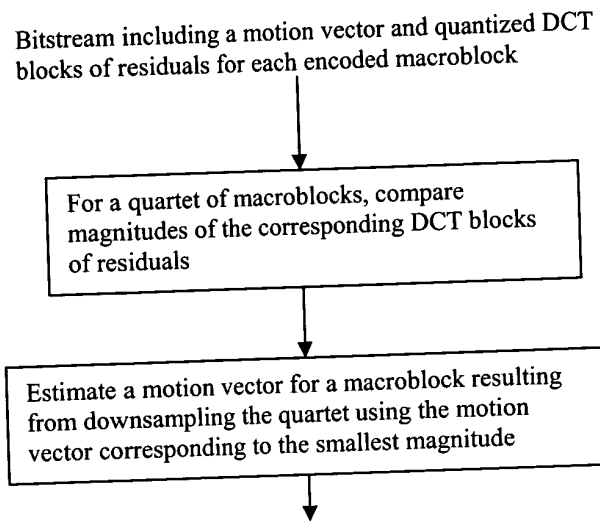 Bitstream including a motion vector and quantized DCT
blocks of residuals for each encoded macroblock
For a quartet of macroblocks, compare
magnitudes of the corresponding DCT blocks
of residuals
Estimate a motion vector for a macroblock resulting
from downsampling the quartet using the motion
vector corresponding to the smallest magnitude